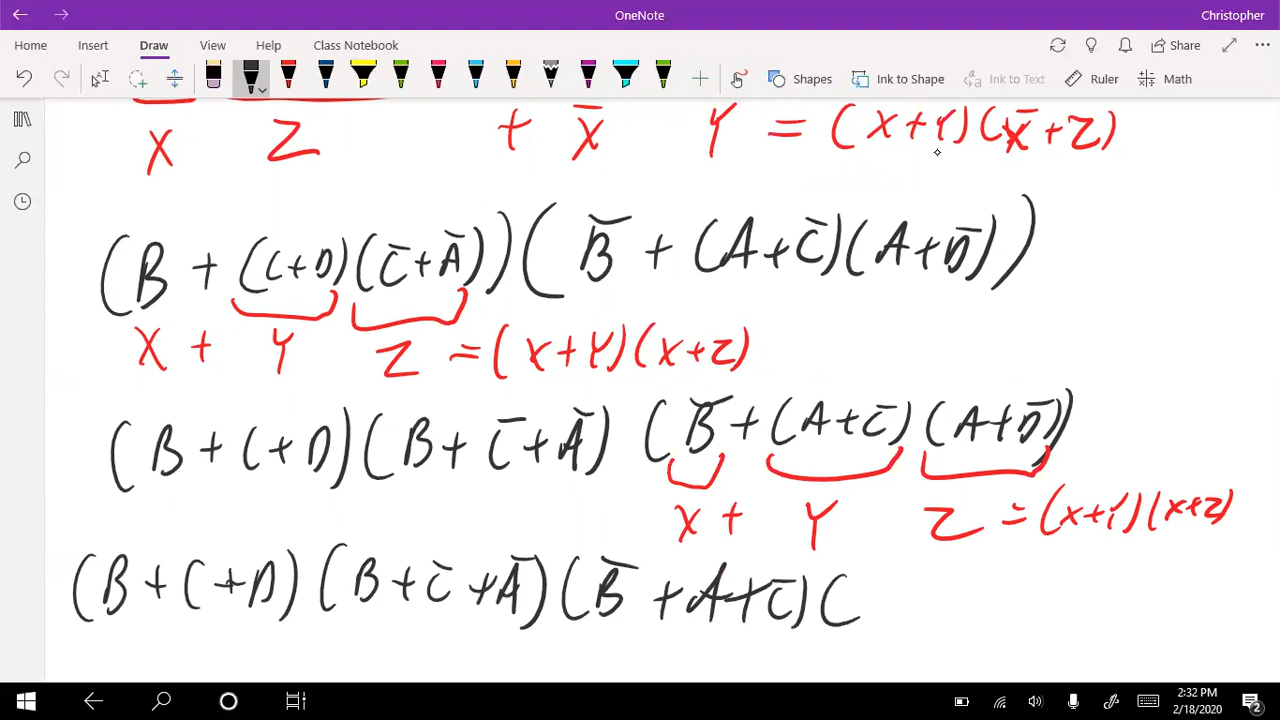 OneNote
Christopher
Home Insert Draw View Help Class Notebook Share
Shapes Ink to Shape Ink to Text Ruler Math
X Z + X̄ Y = (X+Y)(X̄+Z)
(B + (C+D)(C̄+Ā))(B̄ + (A+C̄)(A+D̄))
X + Y Z = (X+Y)(X+Z)
(B + C + D)(B + C̄ + Ā)(B̄ + (A+C̄)(A+D̄))
X + Y Z = (X+Y)(X+Z)
(B + C + D)(B + C̄ + Ā)(B̄ + A + C̄)(
2:32 PM
2/18/2020
2